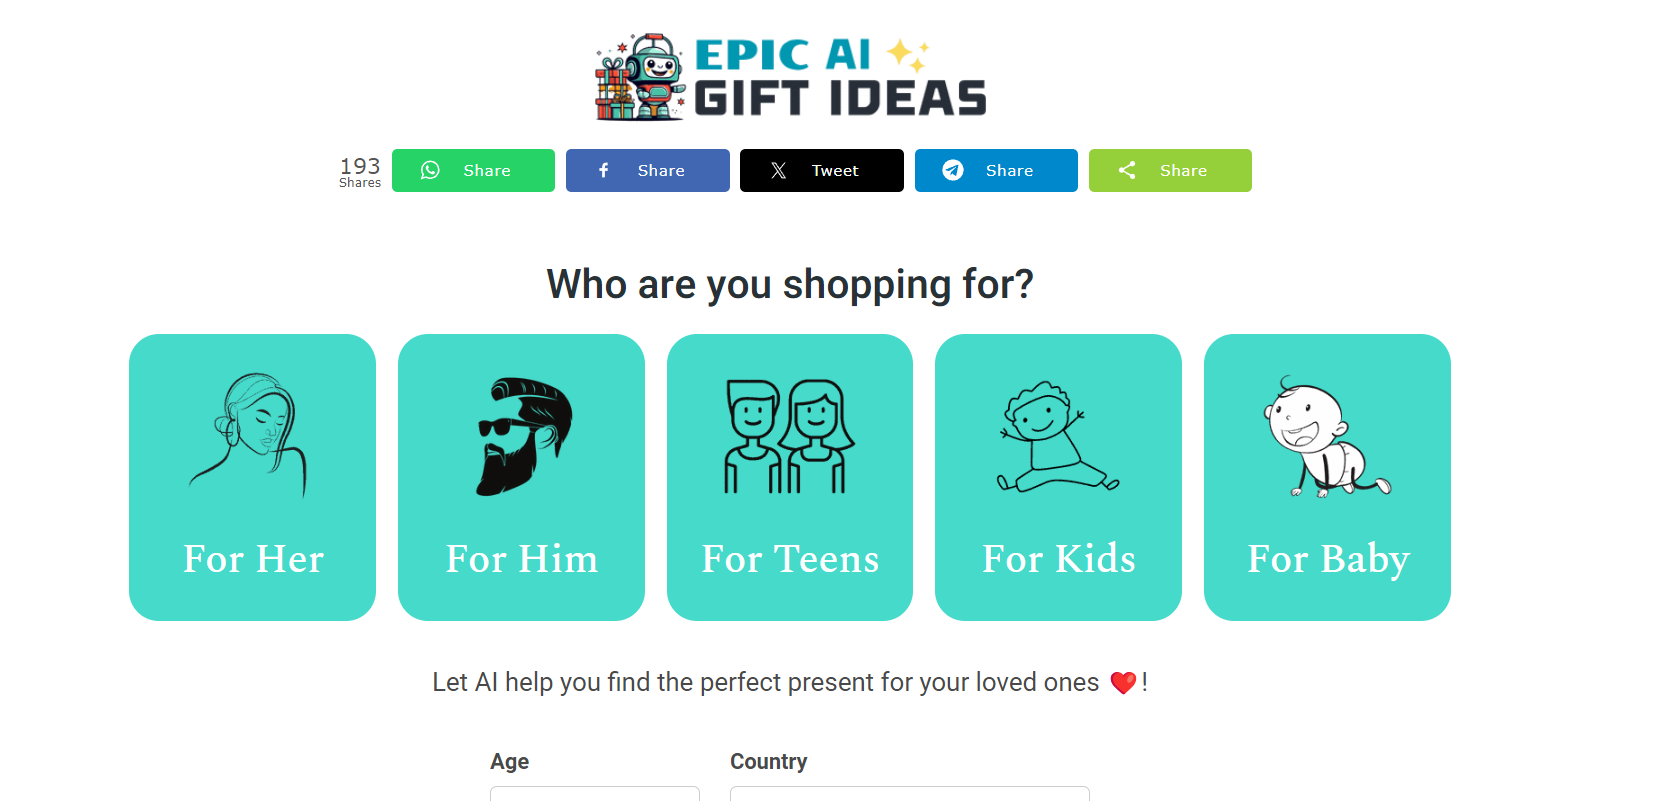 EPIC AI
GIFT IDEAS
193
Shares
Share
Share
Tweet
Share
Share
Who are you shopping for?
For Her
For Him
For Teens
For Kids
For Baby
Let AI help you find the perfect present for your loved ones ❤️!
Age
Country